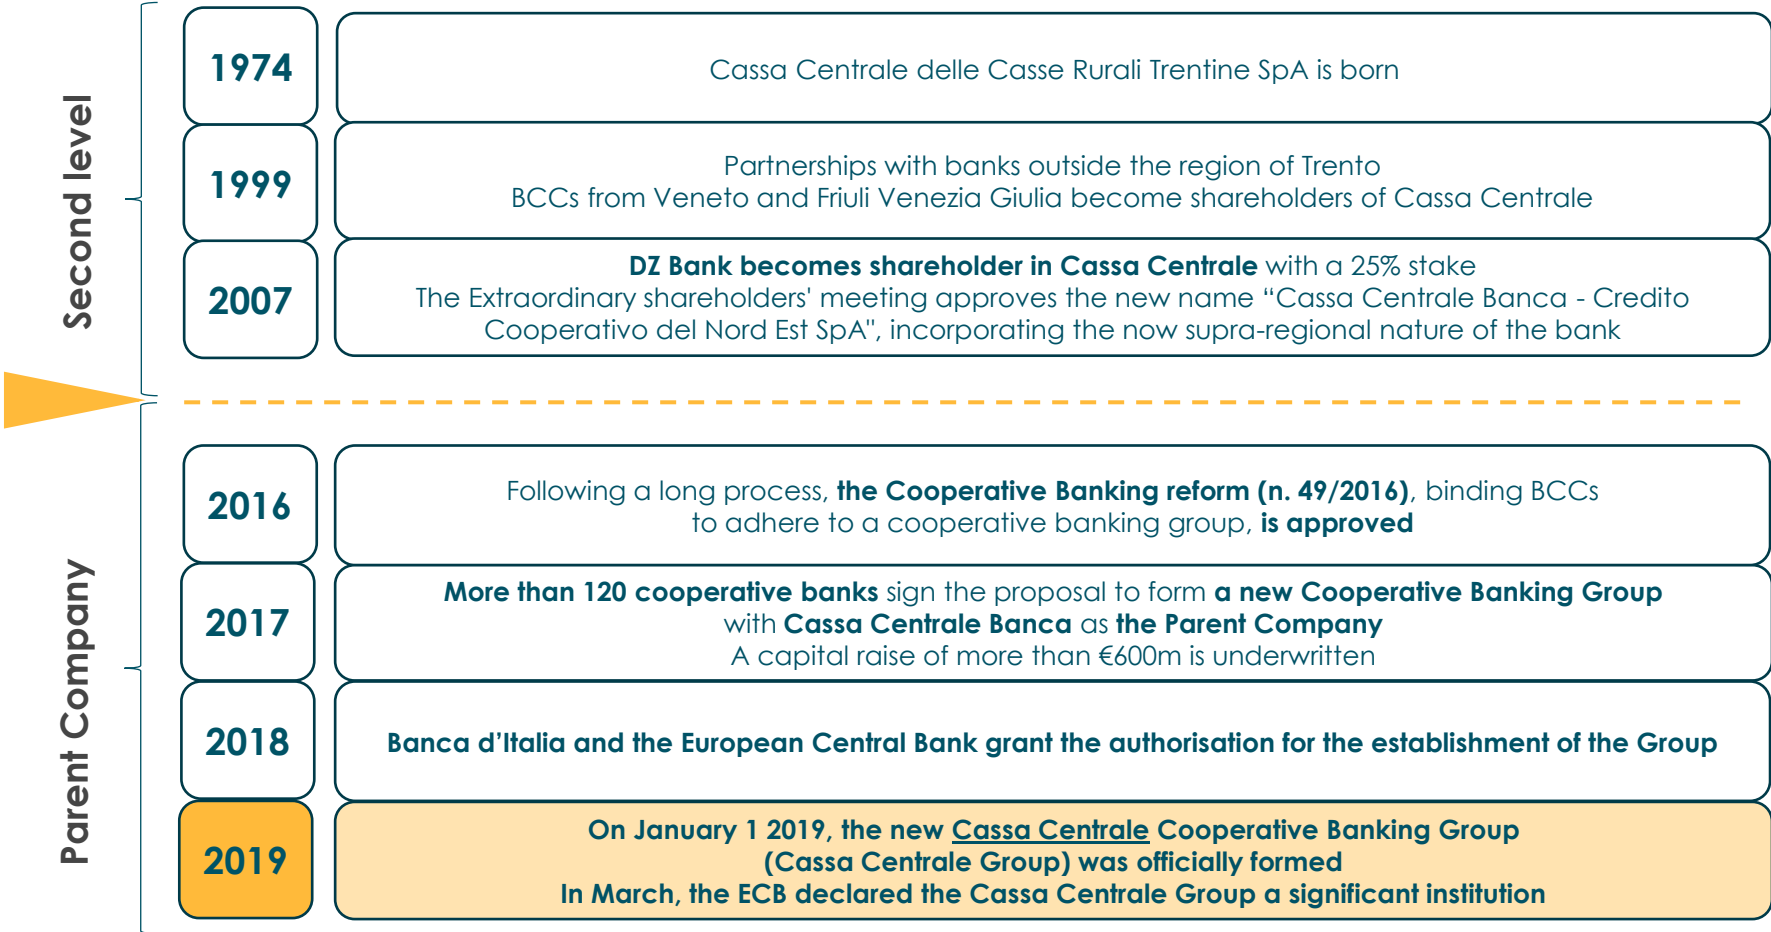 Second level
1974
Cassa Centrale delle Casse Rurali Trentine SpA is born
1999
Partnerships with banks outside the region of Trento
BCCs from Veneto and Friuli Venezia Giulia become shareholders of Cassa Centrale
2007
DZ Bank becomes shareholder in Cassa Centrale with a 25% stake
The Extraordinary shareholders' meeting approves the new name “Cassa Centrale Banca - Credito
Cooperativo del Nord Est SpA", incorporating the now supra-regional nature of the bank
Parent Company
2016
Following a long process, the Cooperative Banking reform (n. 49/2016), binding BCCs
to adhere to a cooperative banking group, is approved
2017
More than 120 cooperative banks sign the proposal to form a new Cooperative Banking Group
with Cassa Centrale Banca as the Parent Company
A capital raise of more than €600m is underwritten
2018
Banca d’Italia and the European Central Bank grant the authorisation for the establishment of the Group
2019
On January 1 2019, the new Cassa Centrale Cooperative Banking Group
(Cassa Centrale Group) was officially formed
In March, the ECB declared the Cassa Centrale Group a significant institution